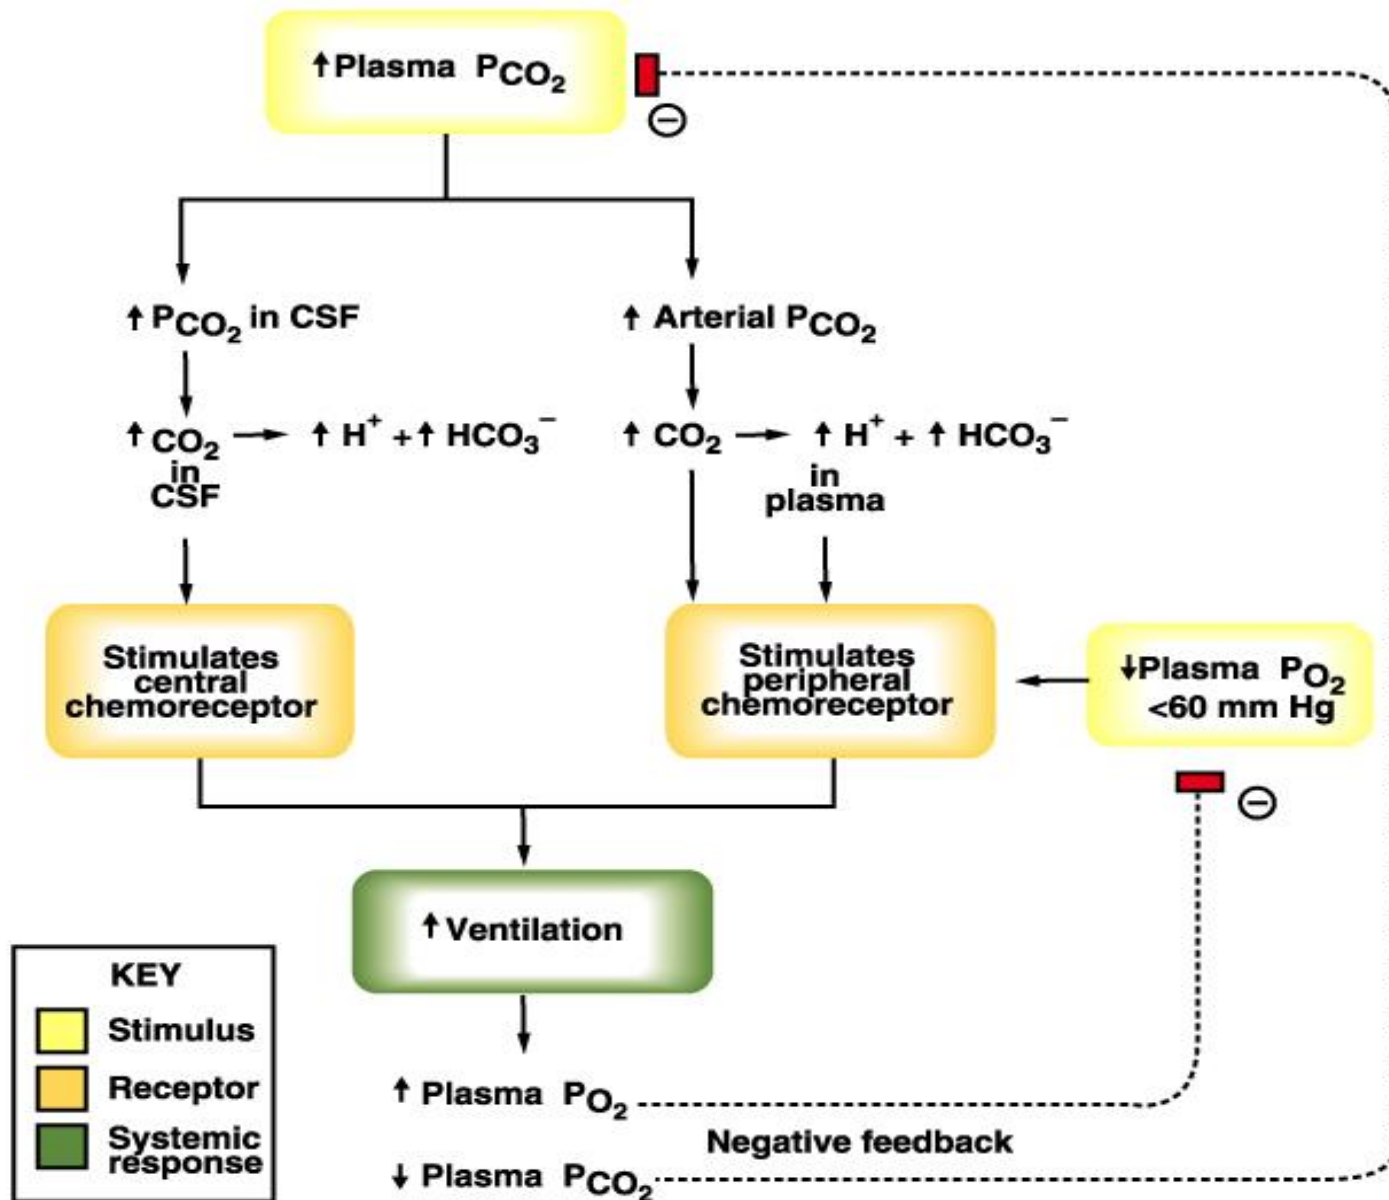 ↑Plasma PCO₂
⊖
↑ PCO₂ in CSF
↑ Arterial PCO₂
↑ CO₂ → ↑ H⁺ + ↑ HCO₃⁻
in
CSF
↑ CO₂ → ↑ H⁺ + ↑ HCO₃⁻
in
plasma
Stimulates
central
chemoreceptor
Stimulates
peripheral
chemoreceptor
↓Plasma PO₂
<60 mm Hg
⊖
↑ Ventilation
KEY
Stimulus
Receptor
Systemic
response
↑ Plasma PO₂
Negative feedback
↓ Plasma PCO₂